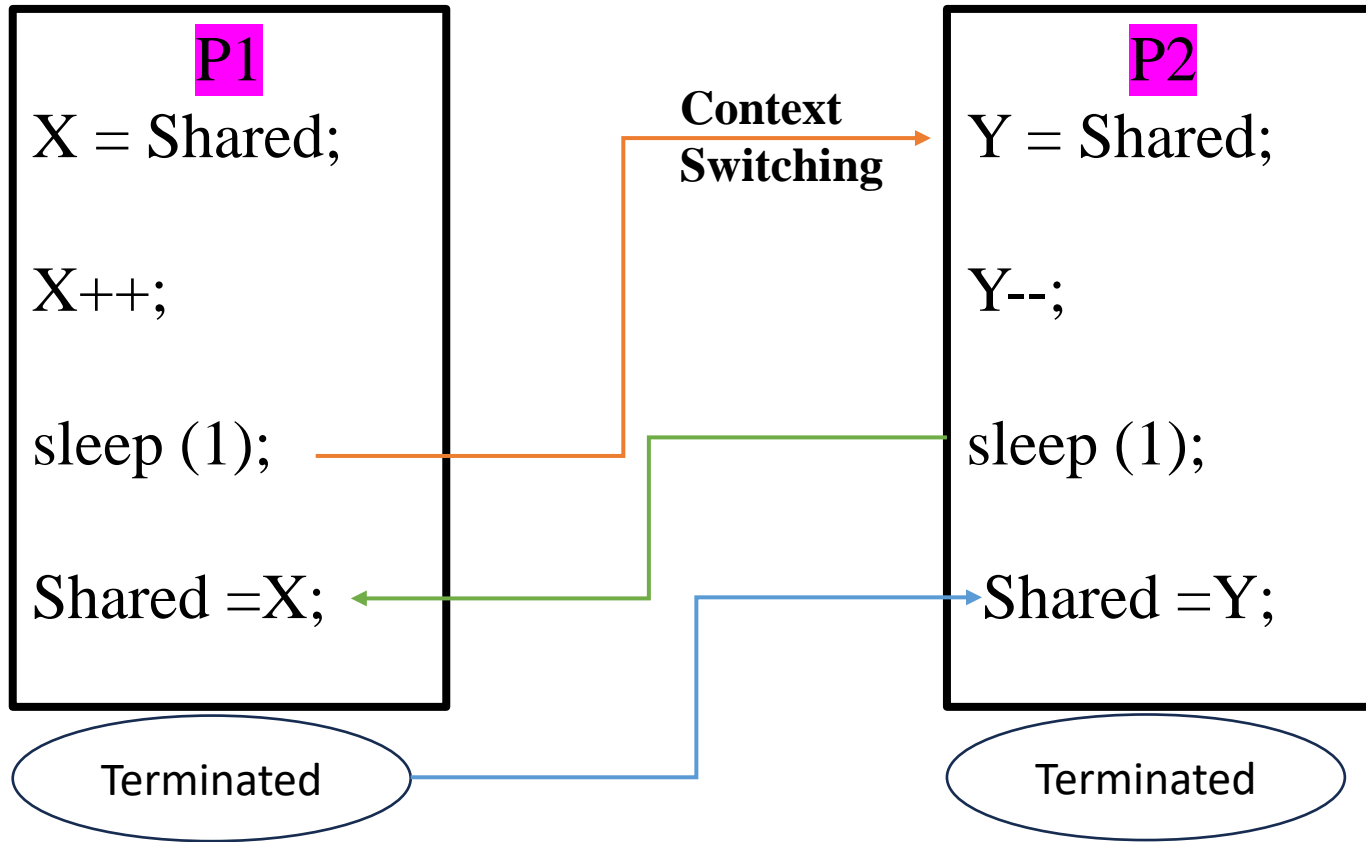 P1
X = Shared;
X++;
sleep (1);
Shared =X;
Terminated
Context
Switching
P2
Y = Shared;
Y--;
sleep (1);
Shared =Y;
Terminated